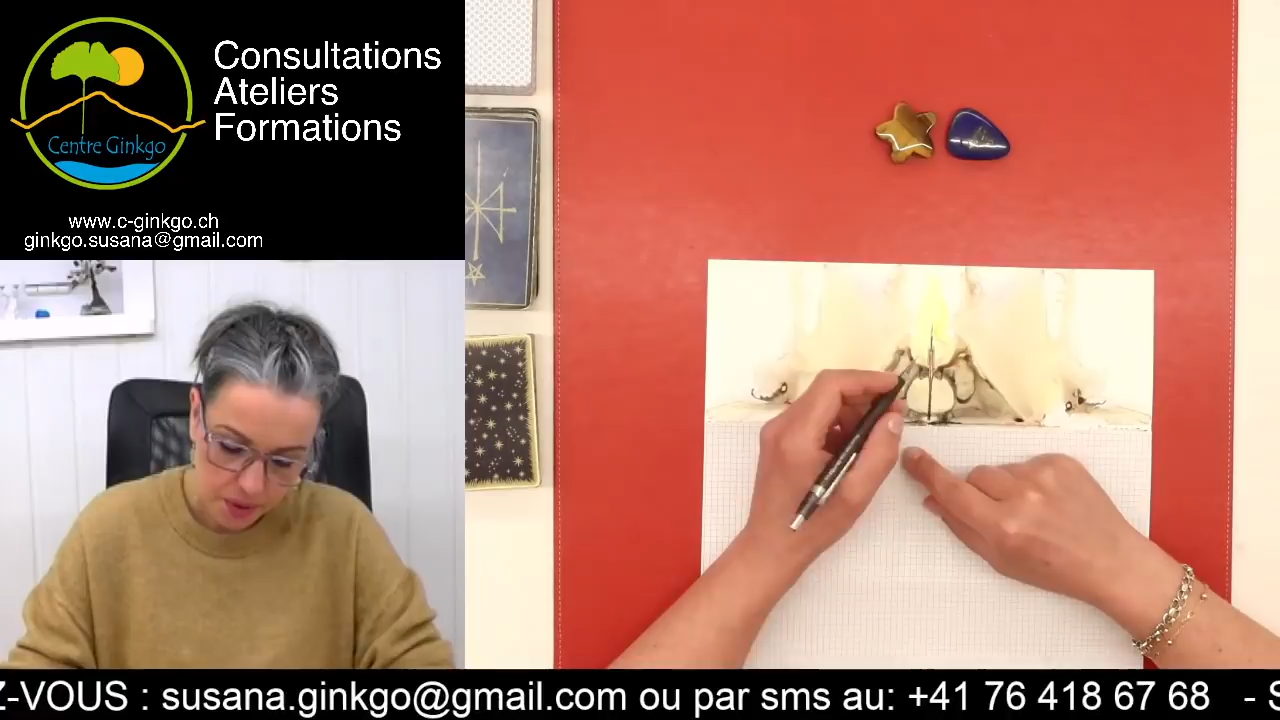 Consultations
Ateliers
Formations
Centre Ginkgo
www.c-ginkgo.ch
ginkgo.susana@gmail.com
Z-VOUS : susana.ginkgo@gmail.com ou par sms au: +41 76 418 67 68 - S